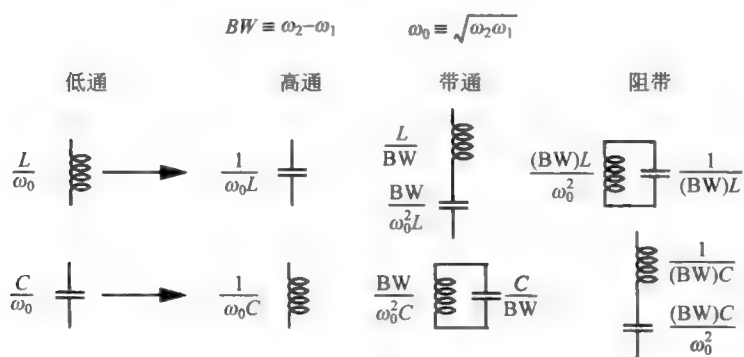 BW ≡ ω₂−ω₁ ω₀ ≡ √ω₂ω₁
低通 高通 带通 阻带
L/ω₀ 1/ω₀L L/BW BW/ω₀²L (BW)L/ω₀² 1/(BW)L
C/ω₀ 1/ω₀C BW/ω₀²C C/BW 1/(BW)C (BW)C/ω₀²